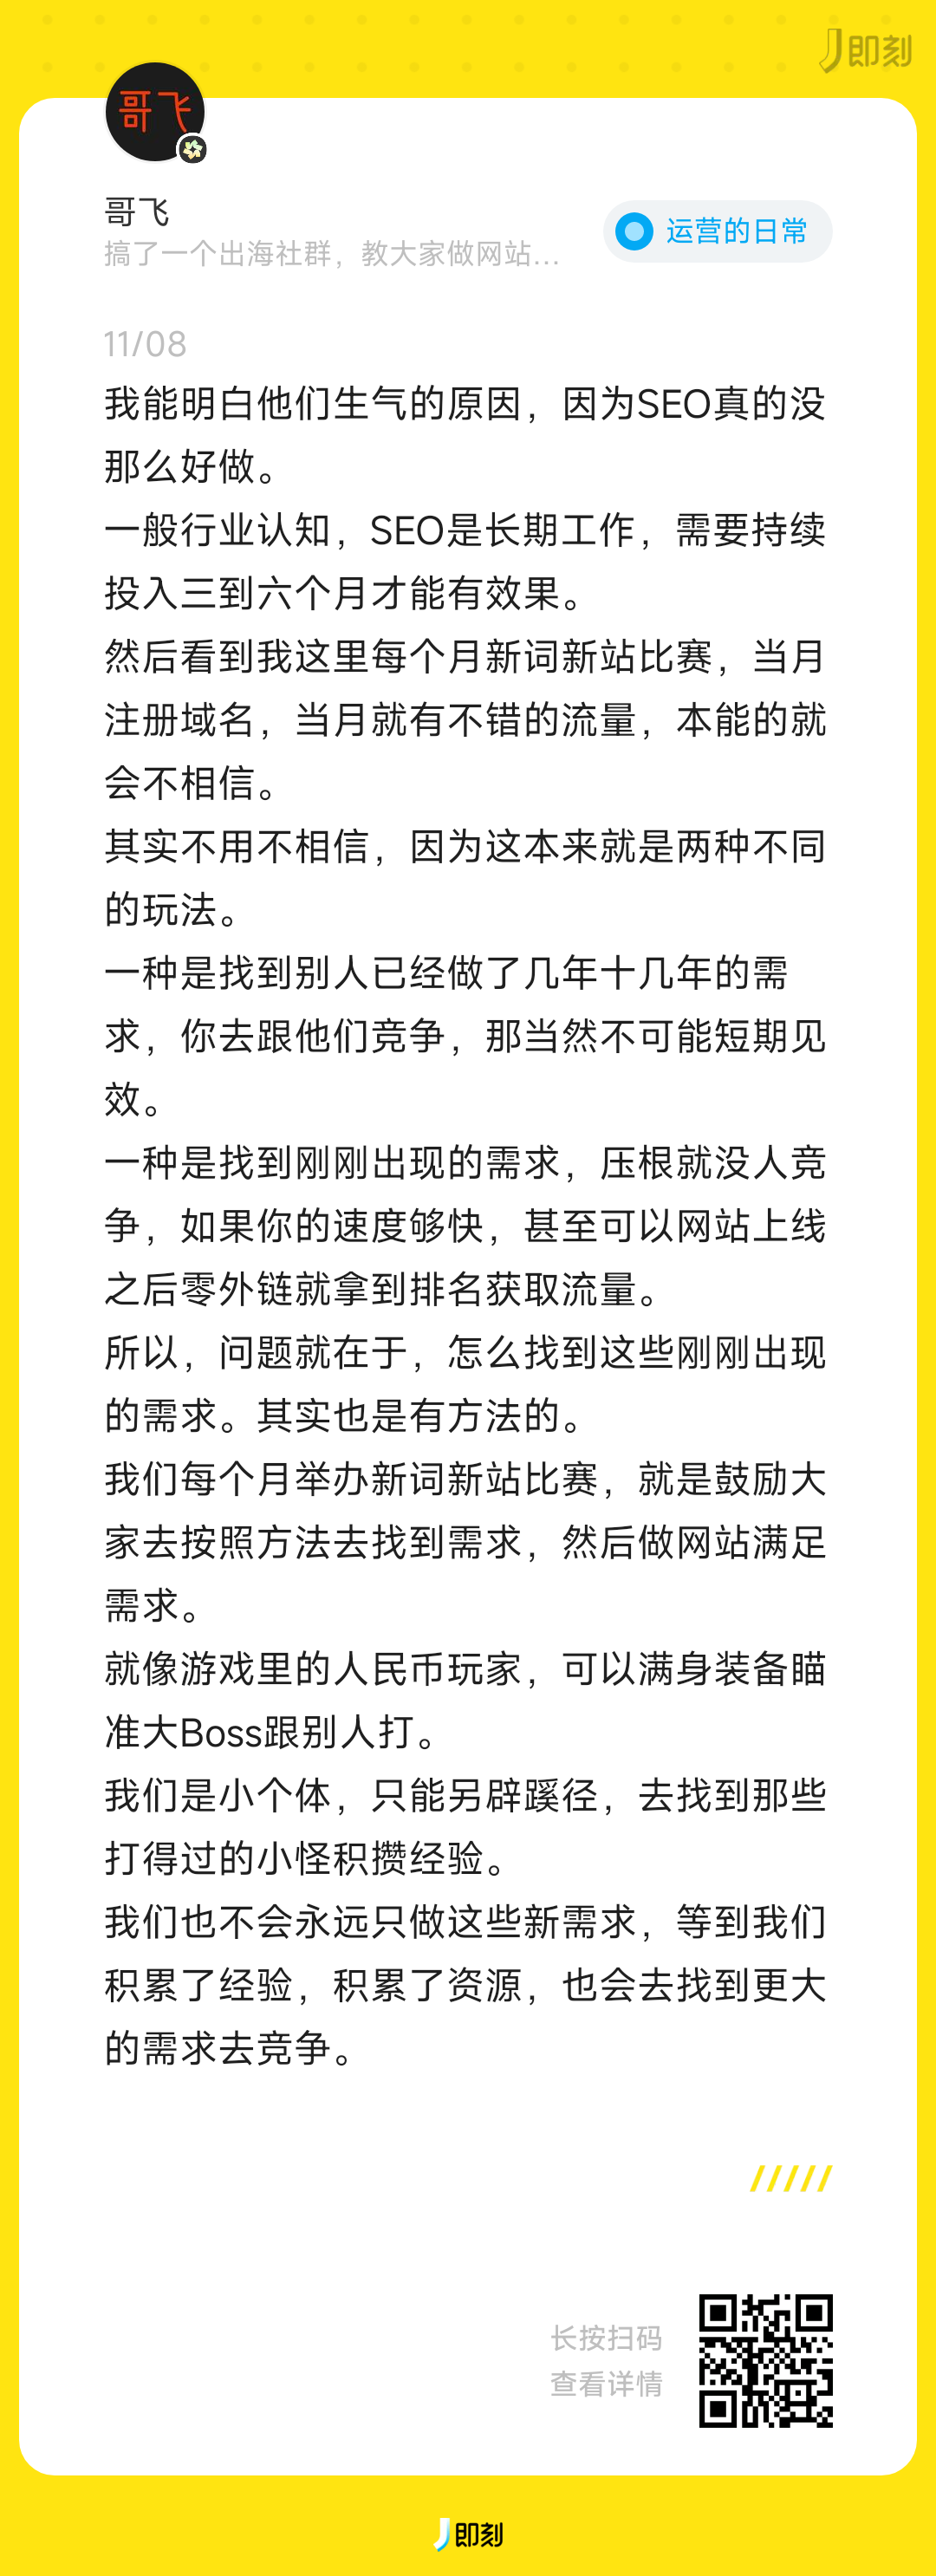 即刻
哥飞
哥飞
搞了一个出海社群，教大家做网站...
运营的日常
11/08
我能明白他们生气的原因，因为SEO真的没
那么好做。
一般行业认知，SEO是长期工作，需要持续
投入三到六个月才能有效果。
然后看到我这里每个月新词新站比赛，当月
注册域名，当月就有不错的流量，本能的就
会不相信。
其实不用不相信，因为这本来就是两种不同
的玩法。
一种是找到别人已经做了几年十几年的需
求，你去跟他们竞争，那当然不可能短期见
效。
一种是找到刚刚出现的需求，压根就没人竞
争，如果你的速度够快，甚至可以网站上线
之后零外链就拿到排名获取流量。
所以，问题就在于，怎么找到这些刚刚出现
的需求。其实也是有方法的。
我们每个月举办新词新站比赛，就是鼓励大
家去按照方法去找到需求，然后做网站满足
需求。
就像游戏里的人民币玩家，可以满身装备瞄
准大Boss跟别人打。
我们是小个体，只能另辟蹊径，去找到那些
打得过的小怪积攒经验。
我们也不会永远只做这些新需求，等到我们
积累了经验，积累了资源，也会去找到更大
的需求去竞争。
长按扫码
查看详情
即刻